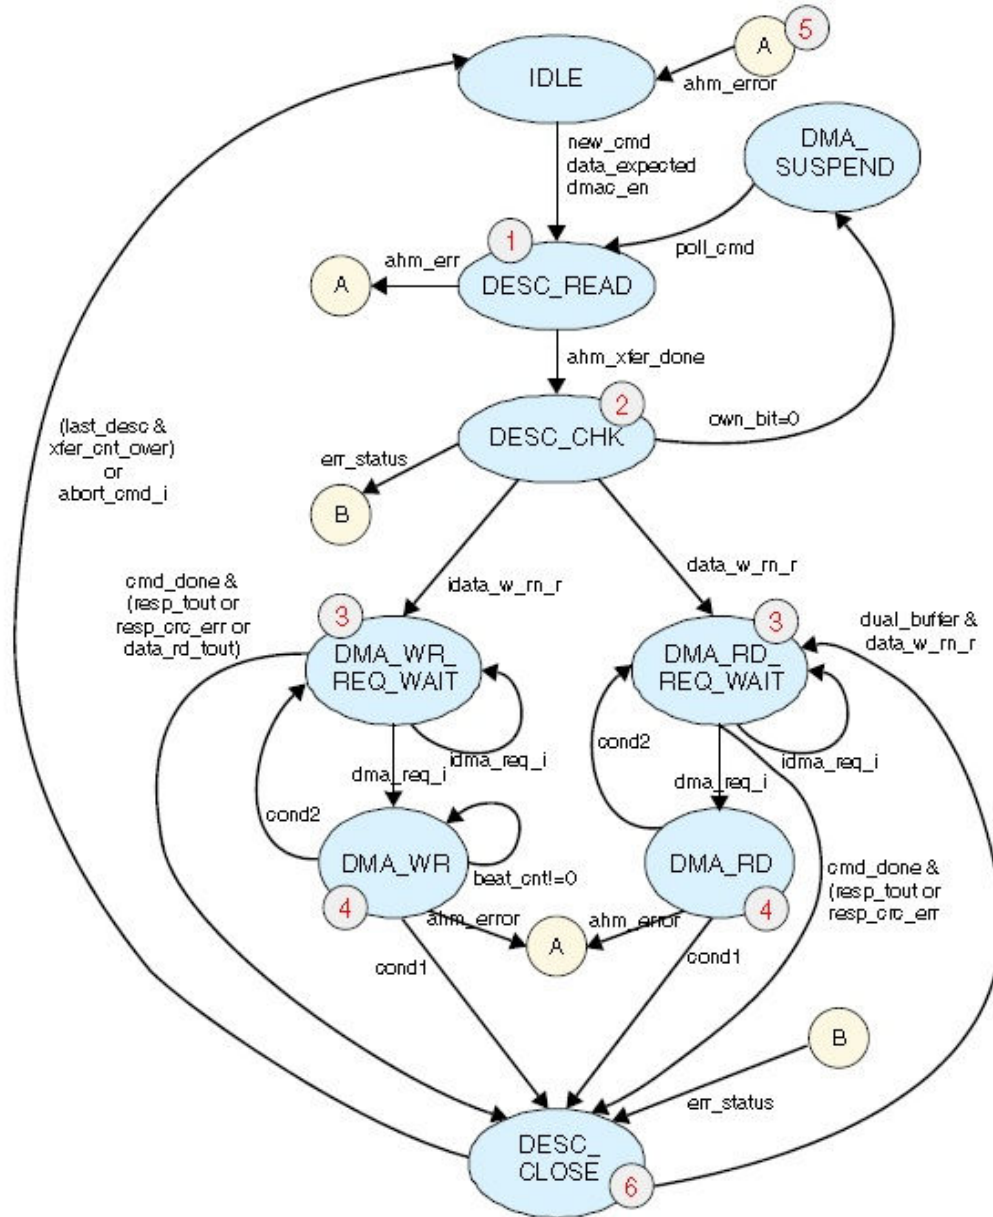 A
5
IDLE
ahm_error
new_cmd
data_expected
dmac_en
DMA_
SUSPEND
poll_cmd
1
DESC_READ
ahm_err
A
ahm_xfer_done
2
DESC_CHK
own_bit=0
err_status
B
(last_desc &
xfer_cnt_over)
or
abort_cmd_i
idata_w_rn_r
data_w_rn_r
cmd_done &
(resp_tout or
resp_crc_err or
data_rd_tout)
3
DMA_WR_
REQ_WAIT
3
DMA_RD_
REQ_WAIT
dual_buffer &
data_w_rn_r
idma_req_i
dma_req_i
cond2
cond2
idma_req_i
dma_req_i
DMA_WR
4
beat_cnt!=0
DMA_RD
4
cmd_done &
(resp_tout or
resp_crc_err
ahm_error
A
ahm_error
cond1
cond1
B
err_status
DESC_
CLOSE
6